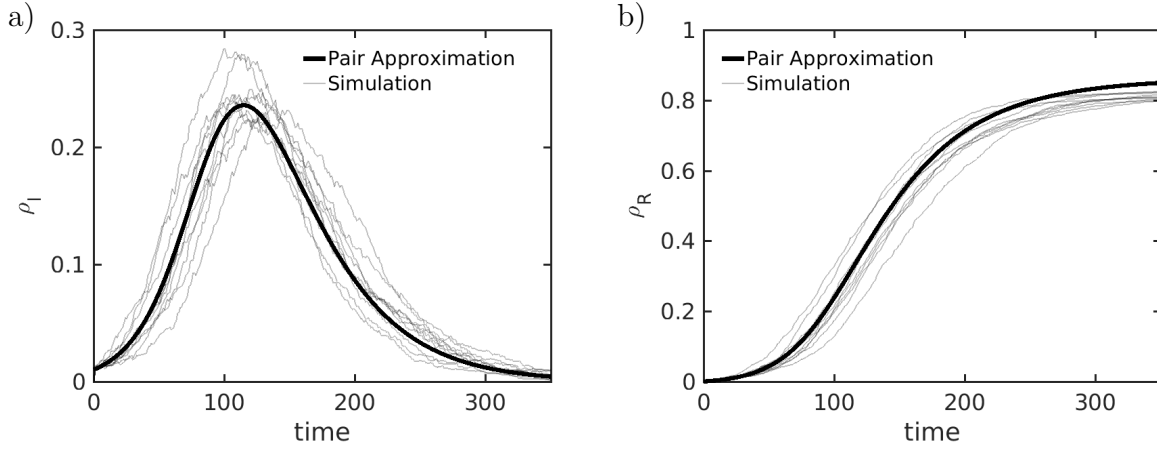 a)
0.3
0.2
0.1
0
0
100
200
300
ρI
time
Pair Approximation
Simulation
b)
1
0.8
0.6
0.4
0.2
0
0
100
200
300
ρR
time
Pair Approximation
Simulation